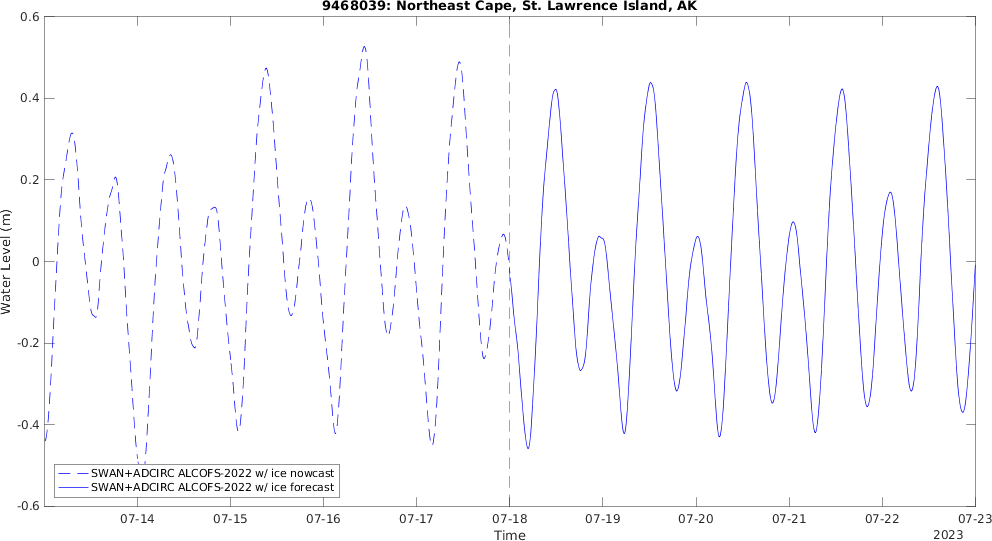 9468039: Northeast Cape, St. Lawrence Island, AK
0.6
0.4
0.2
0
-0.2
-0.4
-0.6
Water Level (m)
SWAN+ADCIRC ALCOFS-2022 w/ ice nowcast
SWAN+ADCIRC ALCOFS-2022 w/ ice forecast
07-14 07-15 07-16 07-17 07-18 07-19 07-20 07-21 07-22 07-23
Time
2023